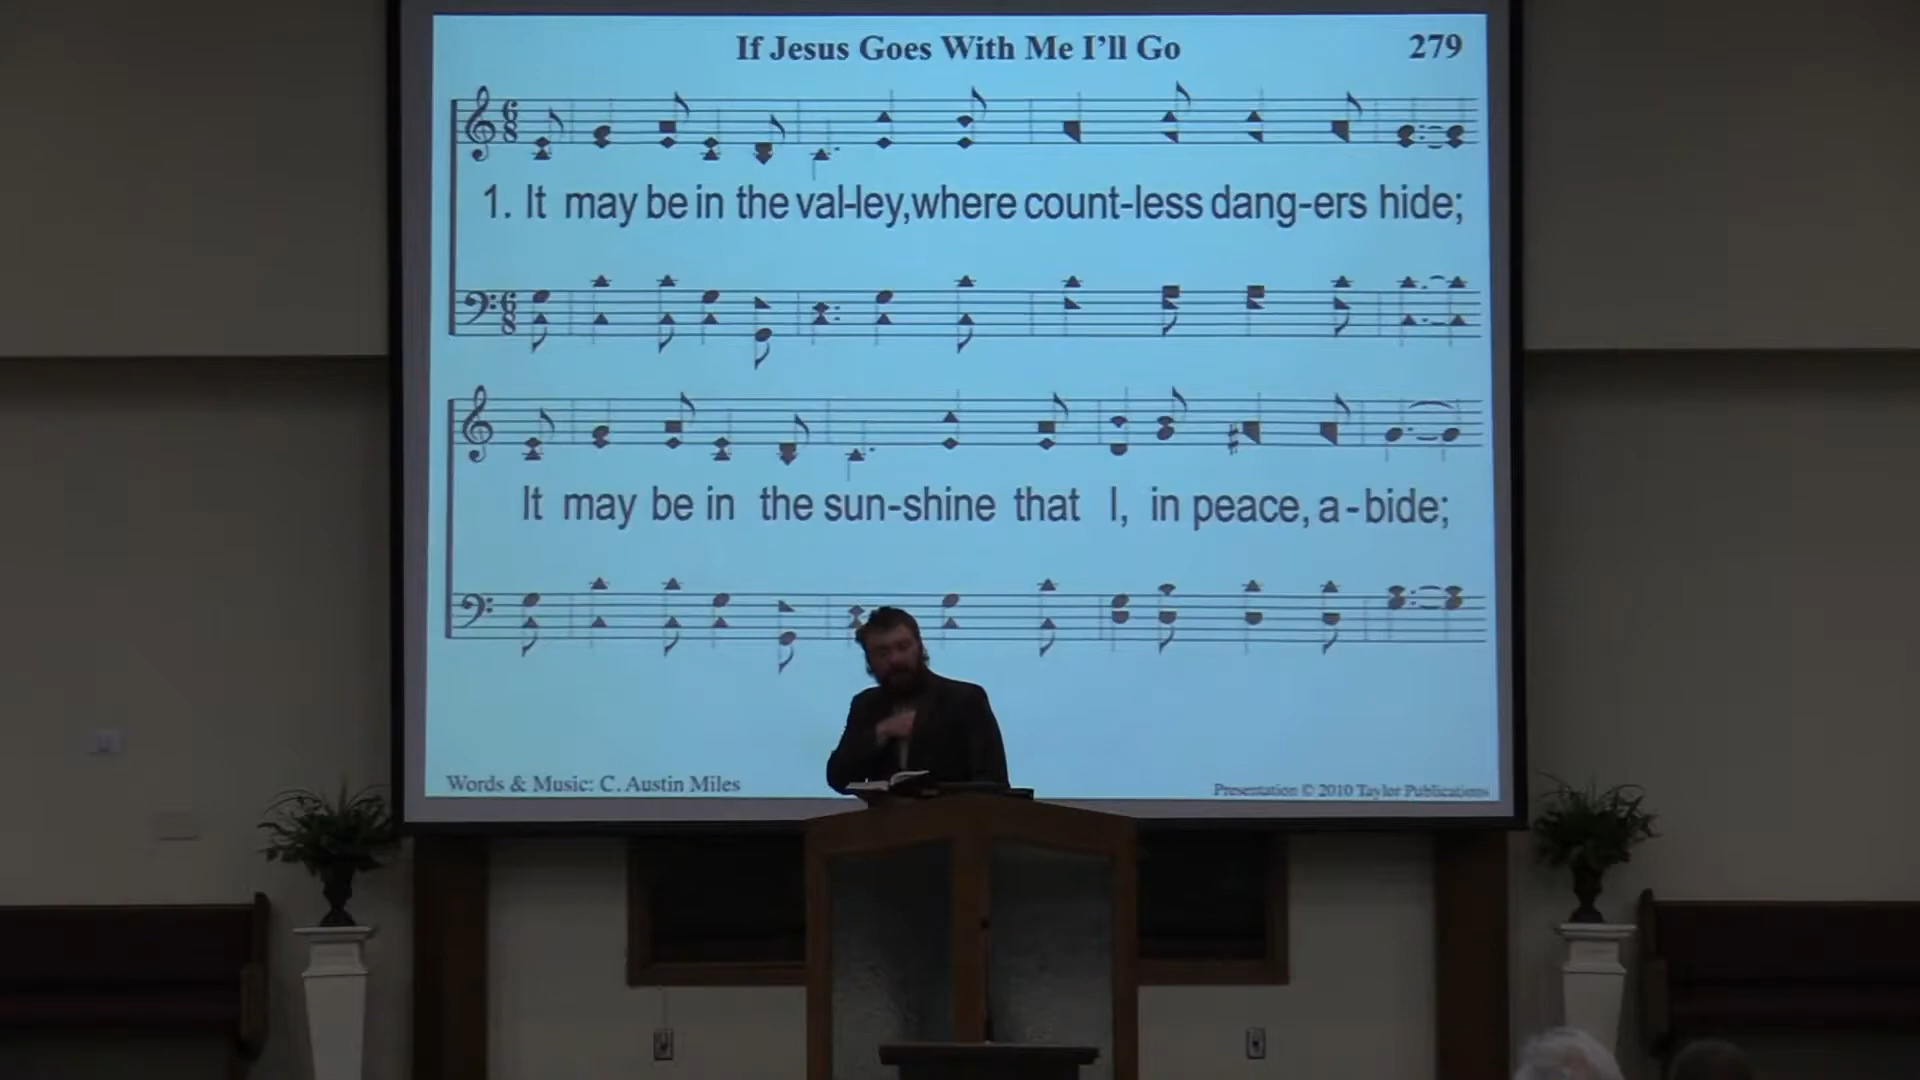 If Jesus Goes With Me I'll Go 279
1. It may be in the val-ley, where count-less dang-ers hide;
It may be in the sun-shine that I, in peace, a-bide;
Words & Music: C. Austin Miles
Presentation © 2010 Taylor Publications